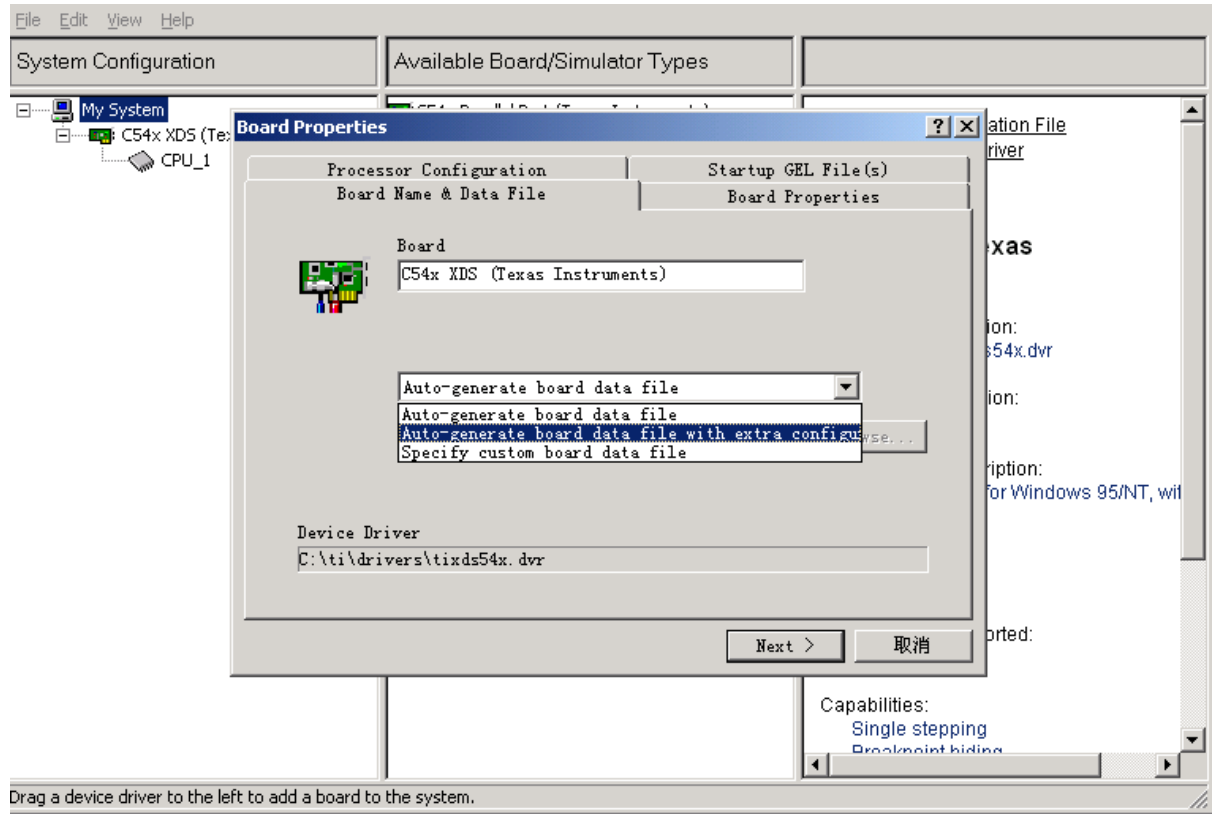 File Edit View Help
System Configuration
Available Board/Simulator Types
My System
C54x XDS (Te
CPU_1
Board Properties
ation File
river
Processor Configuration
Startup GEL File(s)
Board Name & Data File
Board Properties
Board
C54x XDS (Texas Instruments)
exas
ion:
s54x.dvr
Auto-generate board data file
ion:
Auto-generate board data file
Auto-generate board data file with extra configu
wse...
Specify custom board data file
ription:
for Windows 95/NT, wit
Device Driver
C:\ti\drivers\tixds54x.dvr
Next >
取消
orted:
Capabilities:
Single stepping
Breakpoint hiding
Drag a device driver to the left to add a board to the system.